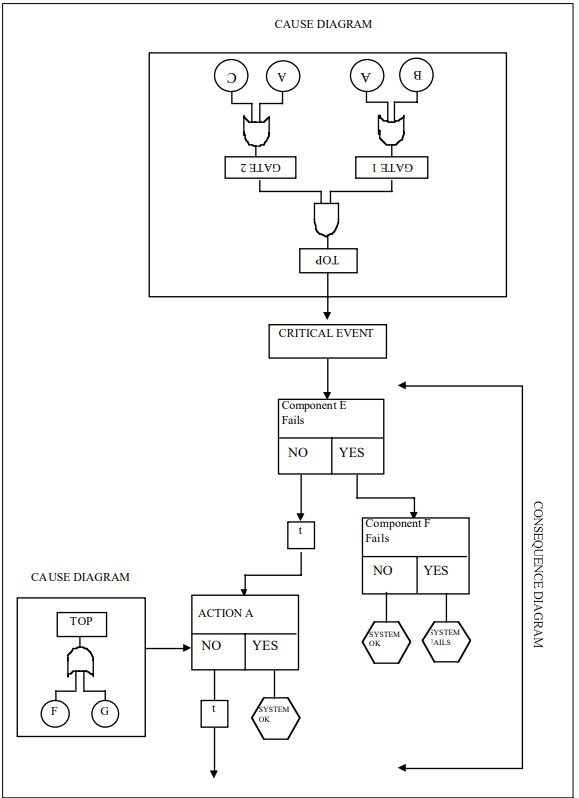 CAUSE DIAGRAM
C
A
A
B
GATE 2
GATE 1
TOP
CRITICAL EVENT
Component E
Fails
NO
YES
t
Component F
Fails
NO
YES
SYSTEM
OK
SYSTEM
CONSEQUENCE DIAGRAM
CAUSE DIAGRAM
TOP
F
G
ACTION A
NO
YES
t
SYSTEM
OK